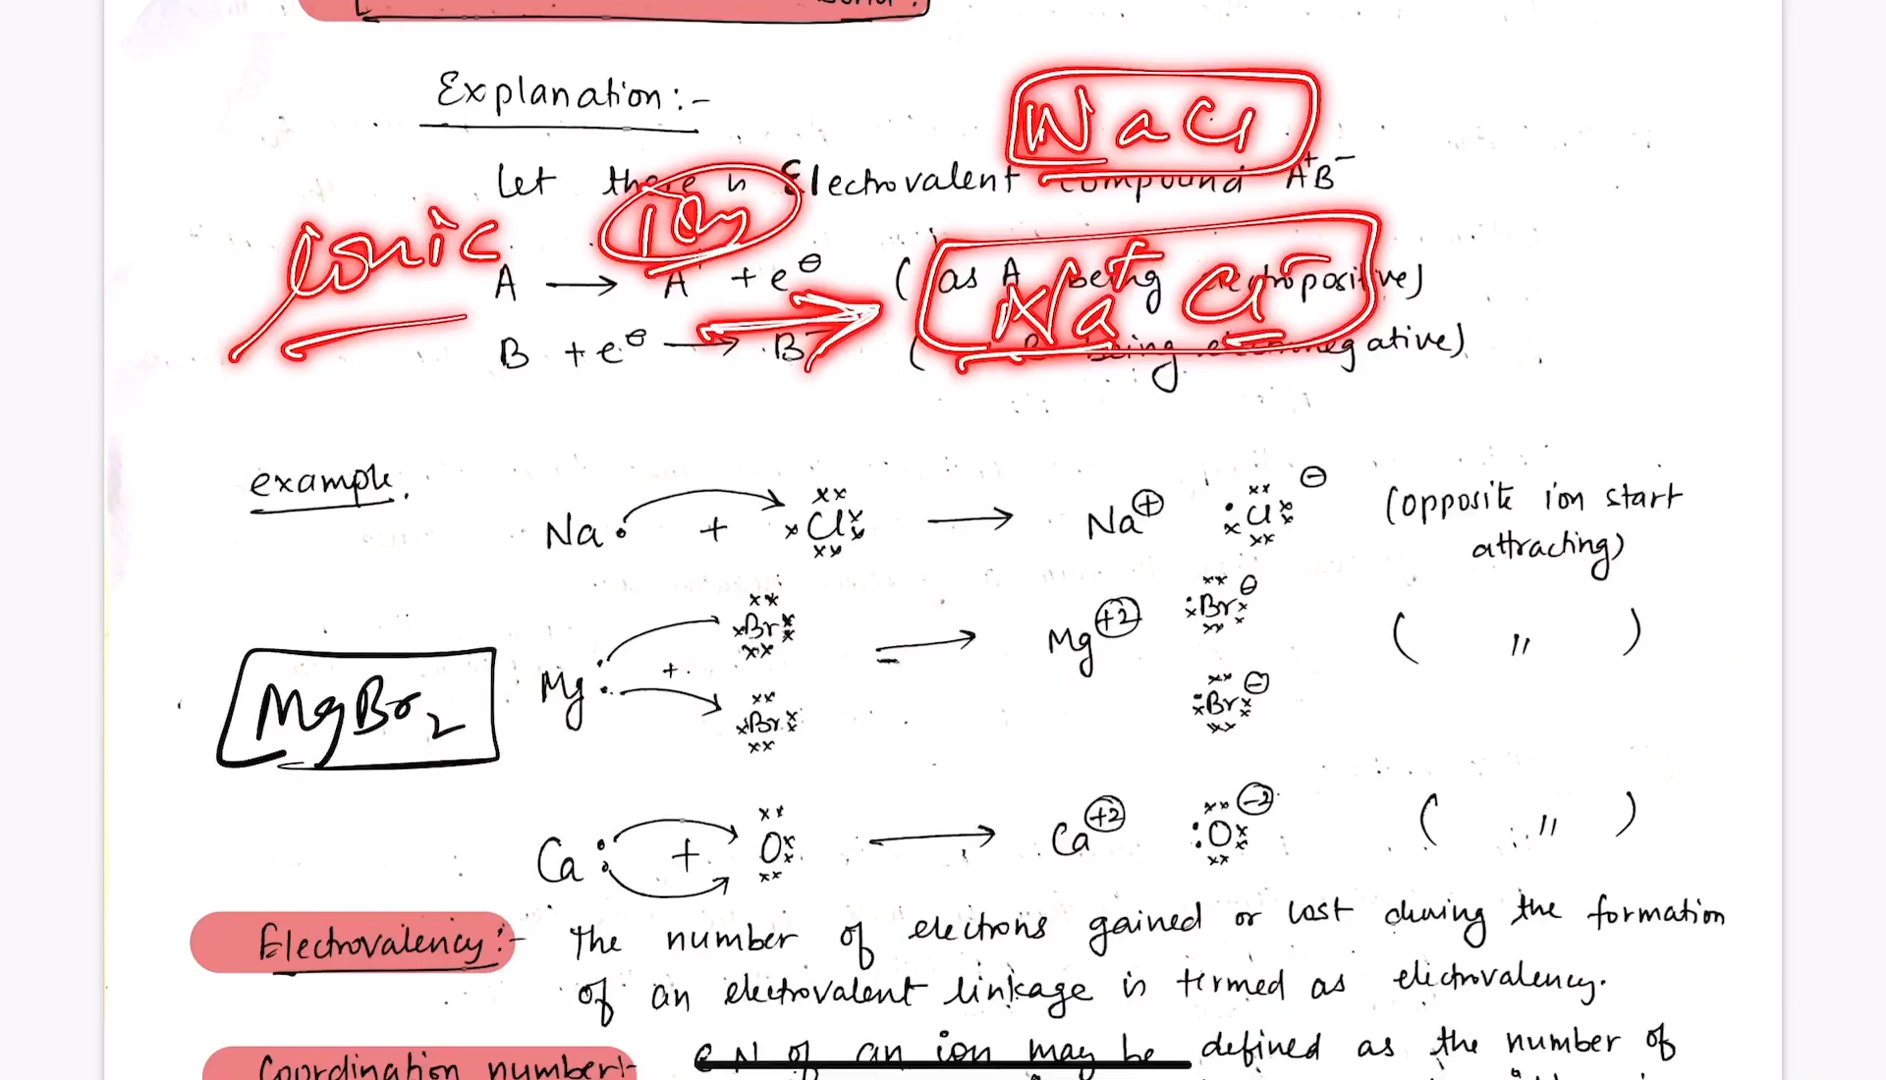 Explanation:-
NaCl
Let there is Electrovalent compound A⁺B⁻
ionic
A → A⁺ + e⊖ (as A being electropositive)
Na⁺ Cl⁻
B + e⊖ → B⁻ ( B being electronegative)
example.
Na + Cl → Na⊕ Cl ⊖ (opposite ion start
attracting)
Mg + Br → Mg +2 Br ⊖ ( " )
MgBr₂
Br Br ⊖
Ca + O → Ca +2 O -2 ( " )
Electrovalency:- The number of electrons gained or lost during the formation
of an electrovalent linkage is termed as electrovalency.
Coordination number:- C N of an ion may be defined as the number of